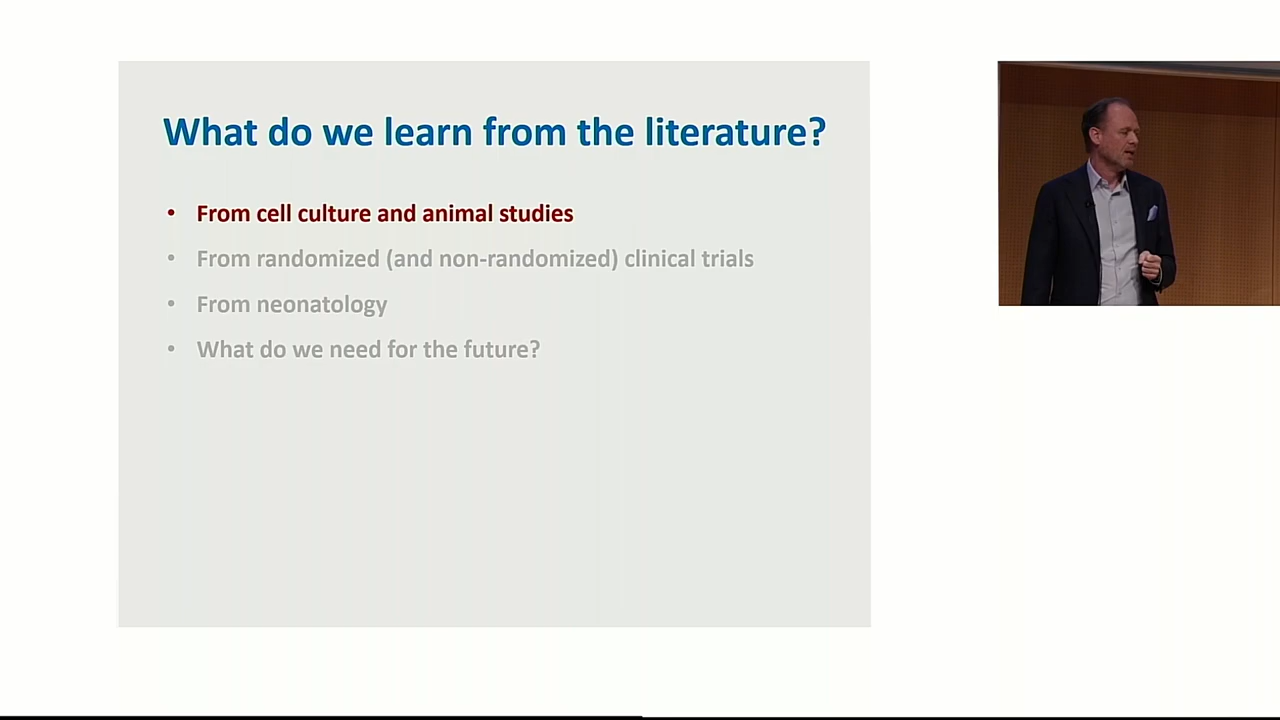 What do we learn from the literature?
• From cell culture and animal studies
• From randomized (and non-randomized) clinical trials
• From neonatology
• What do we need for the future?